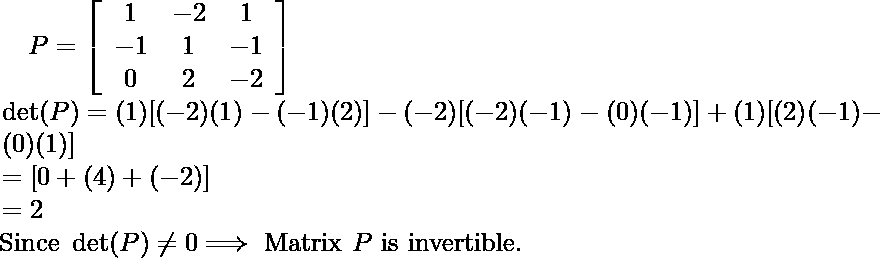 P = [ 1 −2 1
−1 1 −1
0 2 −2 ]
det(P) = (1)[(−2)(1) − (−1)(2)] − (−2)[(−2)(−1) − (0)(−1)] + (1)[(2)(−1)−
(0)(1)]
= [0 + (4) + (−2)]
= 2
Since det(P) ≠ 0 ⟹ Matrix P is invertible.